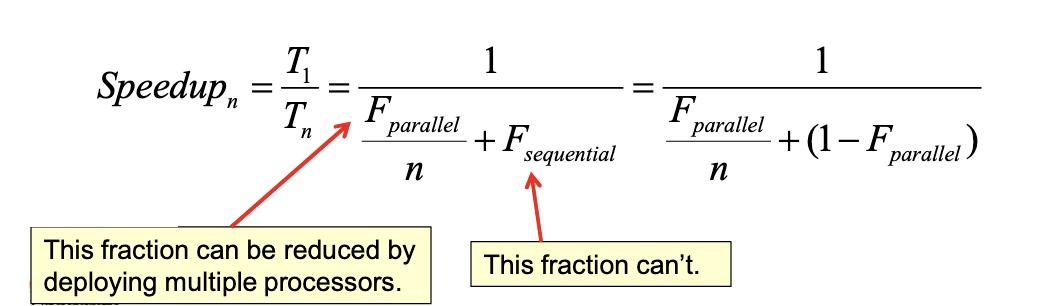 Speedup_n = T_1 / T_n = 1 / (F_parallel / n + F_sequential) = 1 / (F_parallel / n + (1 − F_parallel))
This fraction can be reduced by
deploying multiple processors.
This fraction can't.